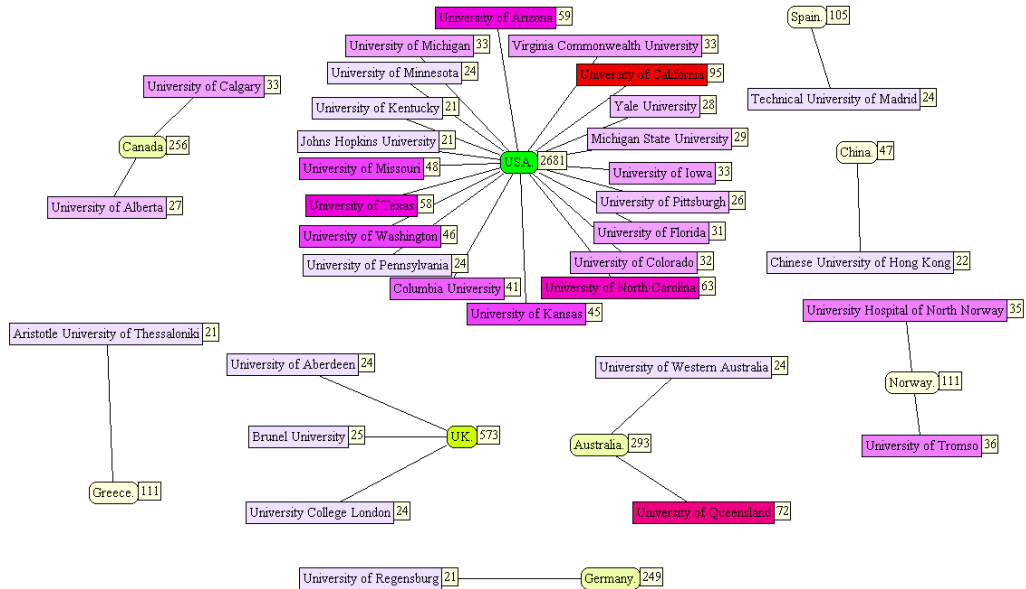 University of Arizona 59
Spain. 105
University of Michigan 33
Virginia Commonwealth University 33
University of Minnesota 24
University of California 95
University of Calgary 33
Technical University of Madrid 24
University of Kentucky 21
Yale University 28
Johns Hopkins University 21
Michigan State University 29
Canada 256
China. 47
USA. 2681
University of Missouri 48
University of Iowa 33
University of Alberta 27
University of Texas 58
University of Pittsburgh 26
University of Washington 46
University of Florida 31
University of Pennsylvania 24
University of Colorado 32
Chinese University of Hong Kong 22
Columbia University 41
University of North Carolina 63
University of Kansas 45
University Hospital of North Norway 35
Aristotle University of Thessaloniki 21
University of Aberdeen 24
University of Western Australia 24
Norway. 111
Brunel University 25
UK. 573
Australia. 293
University of Tromso 36
Greece. 111
University College London 24
University of Queensland 72
University of Regensburg 21
Germany. 249